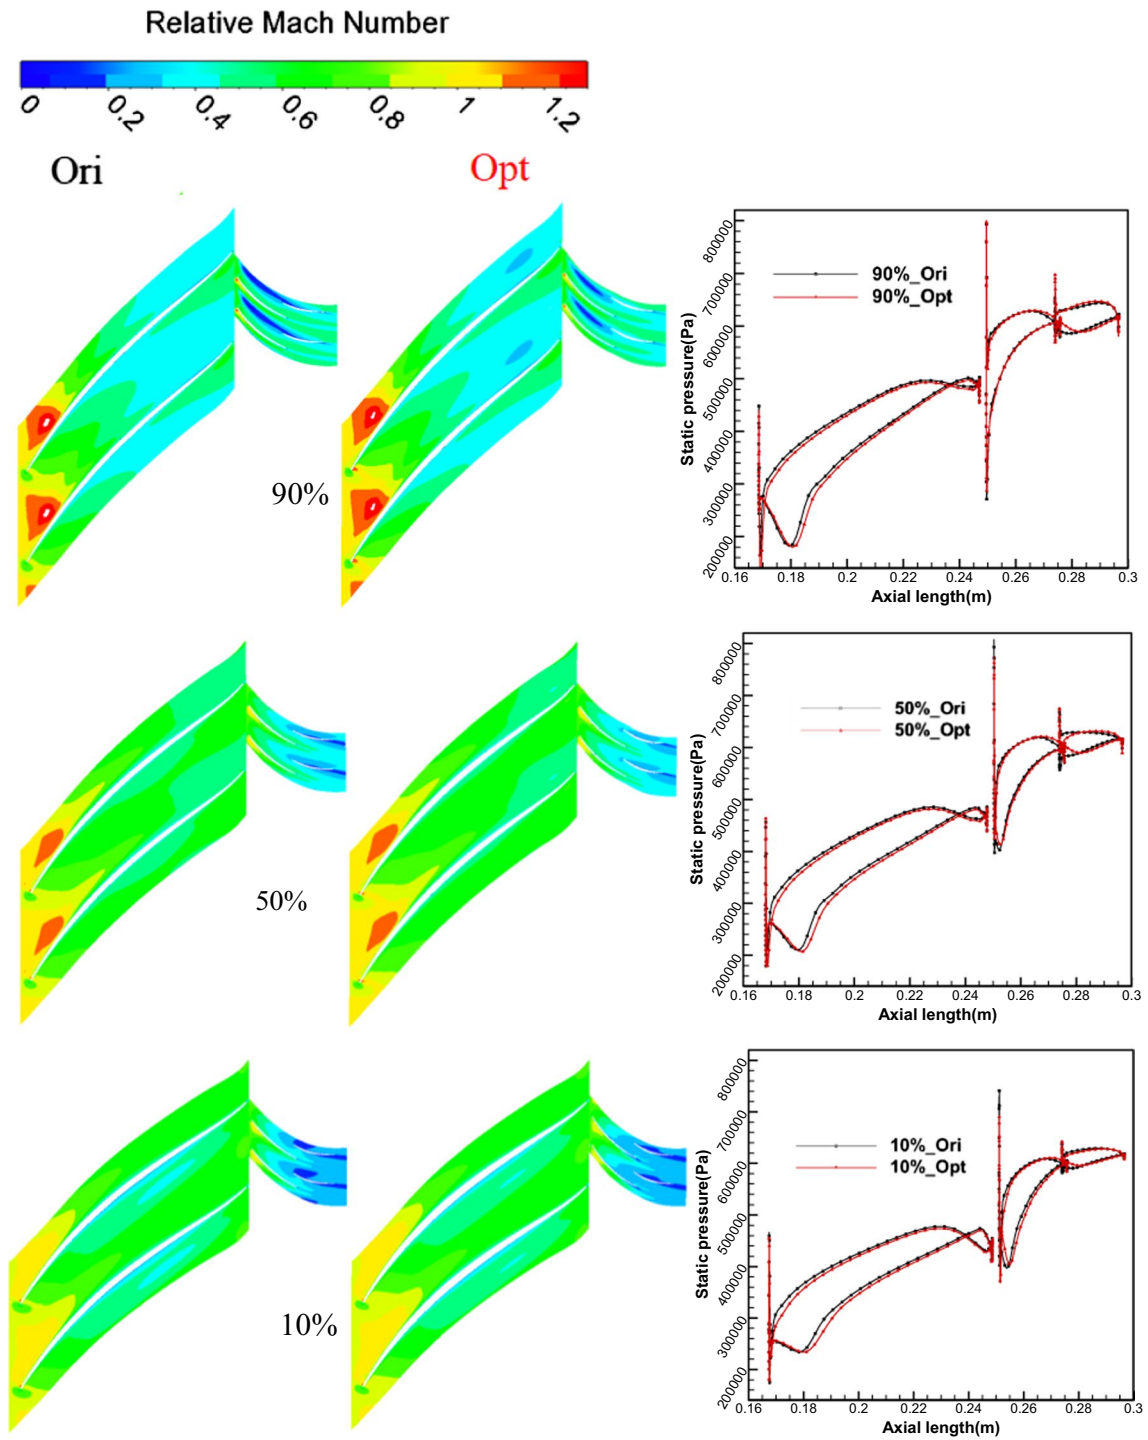 Relative Mach Number
0 0.2 0.4 0.6 0.8 1 1.2
Ori Opt
90%
90%_Ori
90%_Opt
Static pressure(Pa)
800000
700000
600000
500000
400000
300000
200000
0.16 0.18 0.2 0.22 0.24 0.26 0.28 0.3
Axial length(m)
50%
50%_Ori
50%_Opt
Static pressure(Pa)
800000
700000
600000
500000
400000
300000
200000
0.16 0.18 0.2 0.22 0.24 0.26 0.28 0.3
Axial length(m)
10%
10%_Ori
10%_Opt
Static pressure(Pa)
800000
700000
600000
500000
400000
300000
200000
0.16 0.18 0.2 0.22 0.24 0.26 0.28 0.3
Axial length(m)